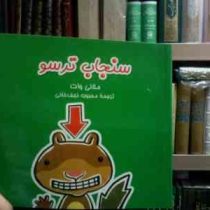 سنجاب ترسو
ملانی وات
ترجمهٔ محبوبه نجف‌خانی